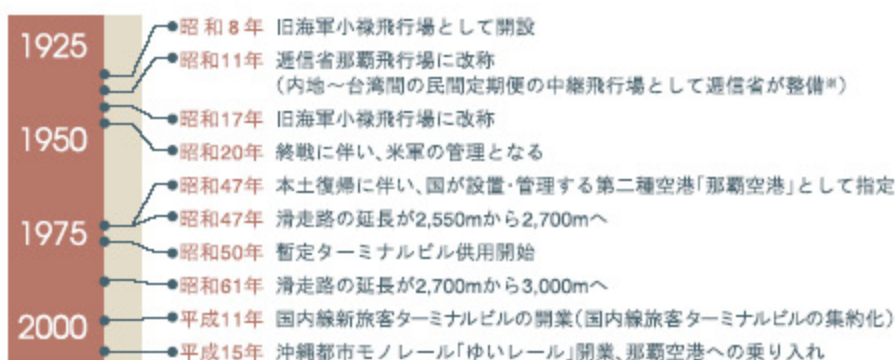 1925
昭和8年 旧海軍小禄飛行場として開設
昭和11年 逓信省那覇飛行場に改称
(内地～台湾間の民間定期便の中継飛行場として逓信省が整備※)
昭和17年 旧海軍小禄飛行場に改称
1950
昭和20年 終戦に伴い、米軍の管理となる
昭和47年 本土復帰に伴い、国が設置・管理する第二種空港「那覇空港」として指定
昭和47年 滑走路の延長が2,550mから2,700mへ
1975
昭和50年 暫定ターミナルビル供用開始
昭和61年 滑走路の延長が2,700mから3,000mへ
平成11年 国内線新旅客ターミナルビルの開業(国内線旅客ターミナルビルの集約化)
2000
平成15年 沖縄都市モノレール「ゆいレール」開業、那覇空港への乗り入れ